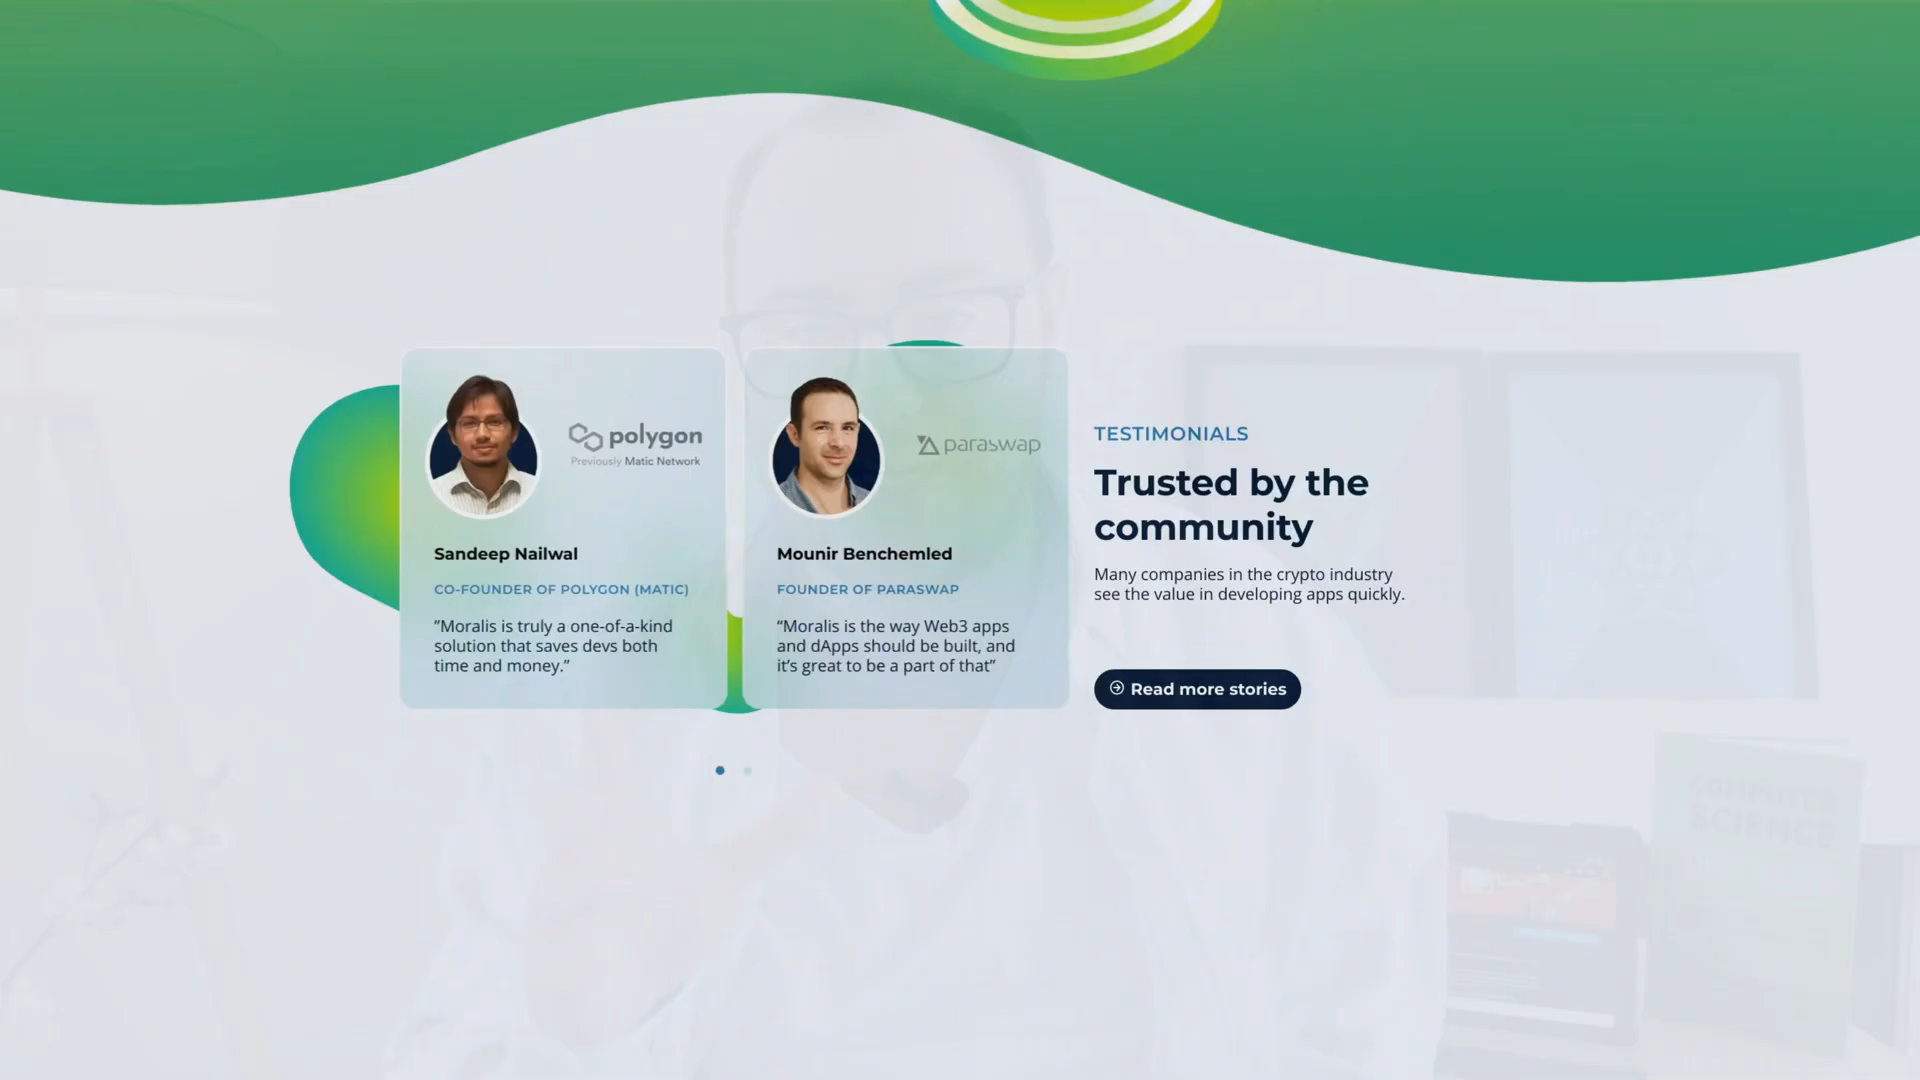 polygon
Previously Matic Network
Sandeep Nailwal
CO-FOUNDER OF POLYGON (MATIC)
”Moralis is truly a one-of-a-kind
solution that saves devs both
time and money.”
paraswap
Mounir Benchemled
FOUNDER OF PARASWAP
“Moralis is the way Web3 apps
and dApps should be built, and
it’s great to be a part of that”
TESTIMONIALS
Trusted by the
community
Many companies in the crypto industry
see the value in developing apps quickly.
Read more stories
COMPUTER
SCIENCE